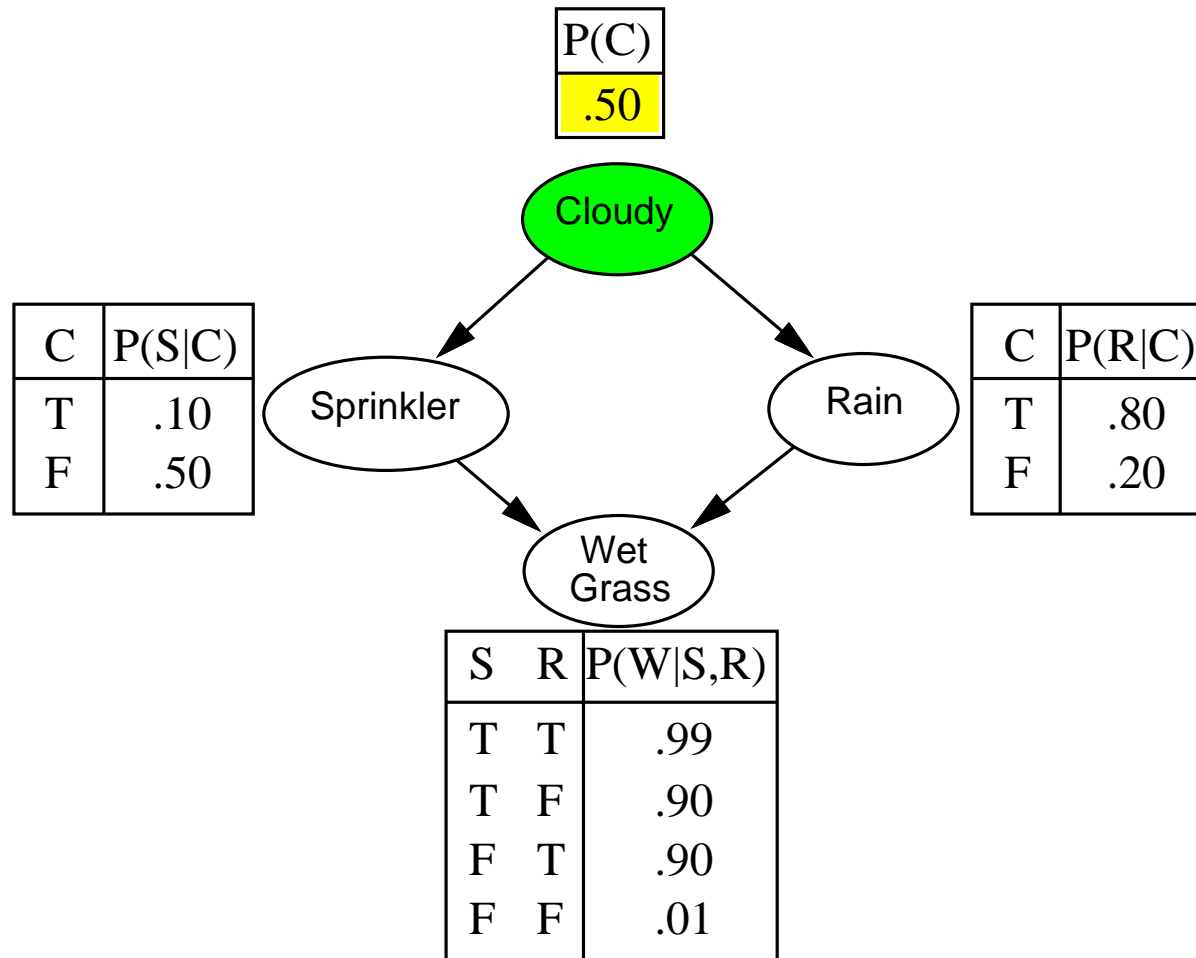 P(C)
.50
Cloudy
C P(S|C)
T .10
F .50
Sprinkler
Rain
C P(R|C)
T .80
F .20
Wet
Grass
S R P(W|S,R)
T T .99
T F .90
F T .90
F F .01